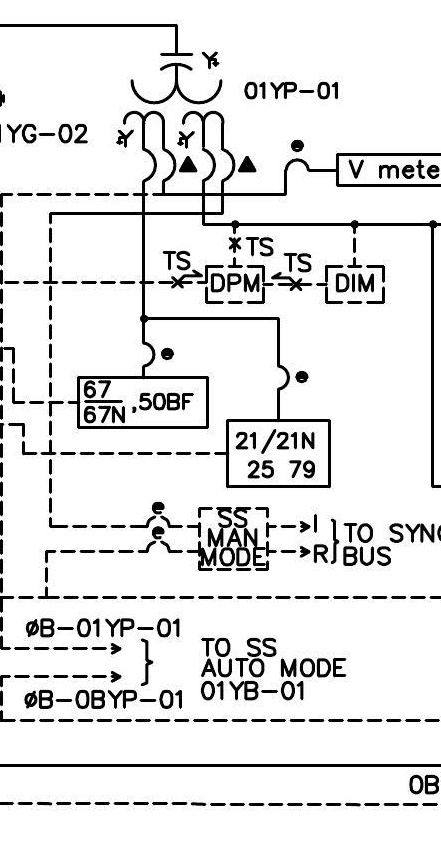 01YP-01
1YG-02
V mete
TS
TS
TS
DPM
DIM
67
67N ,50BF
21/21N
25 79
SS
MAN
MODE
I
R
TO SYNC
BUS
ØB-01YP-01
ØB-0BYP-01
TO SS
AUTO MODE
01YB-01
0B